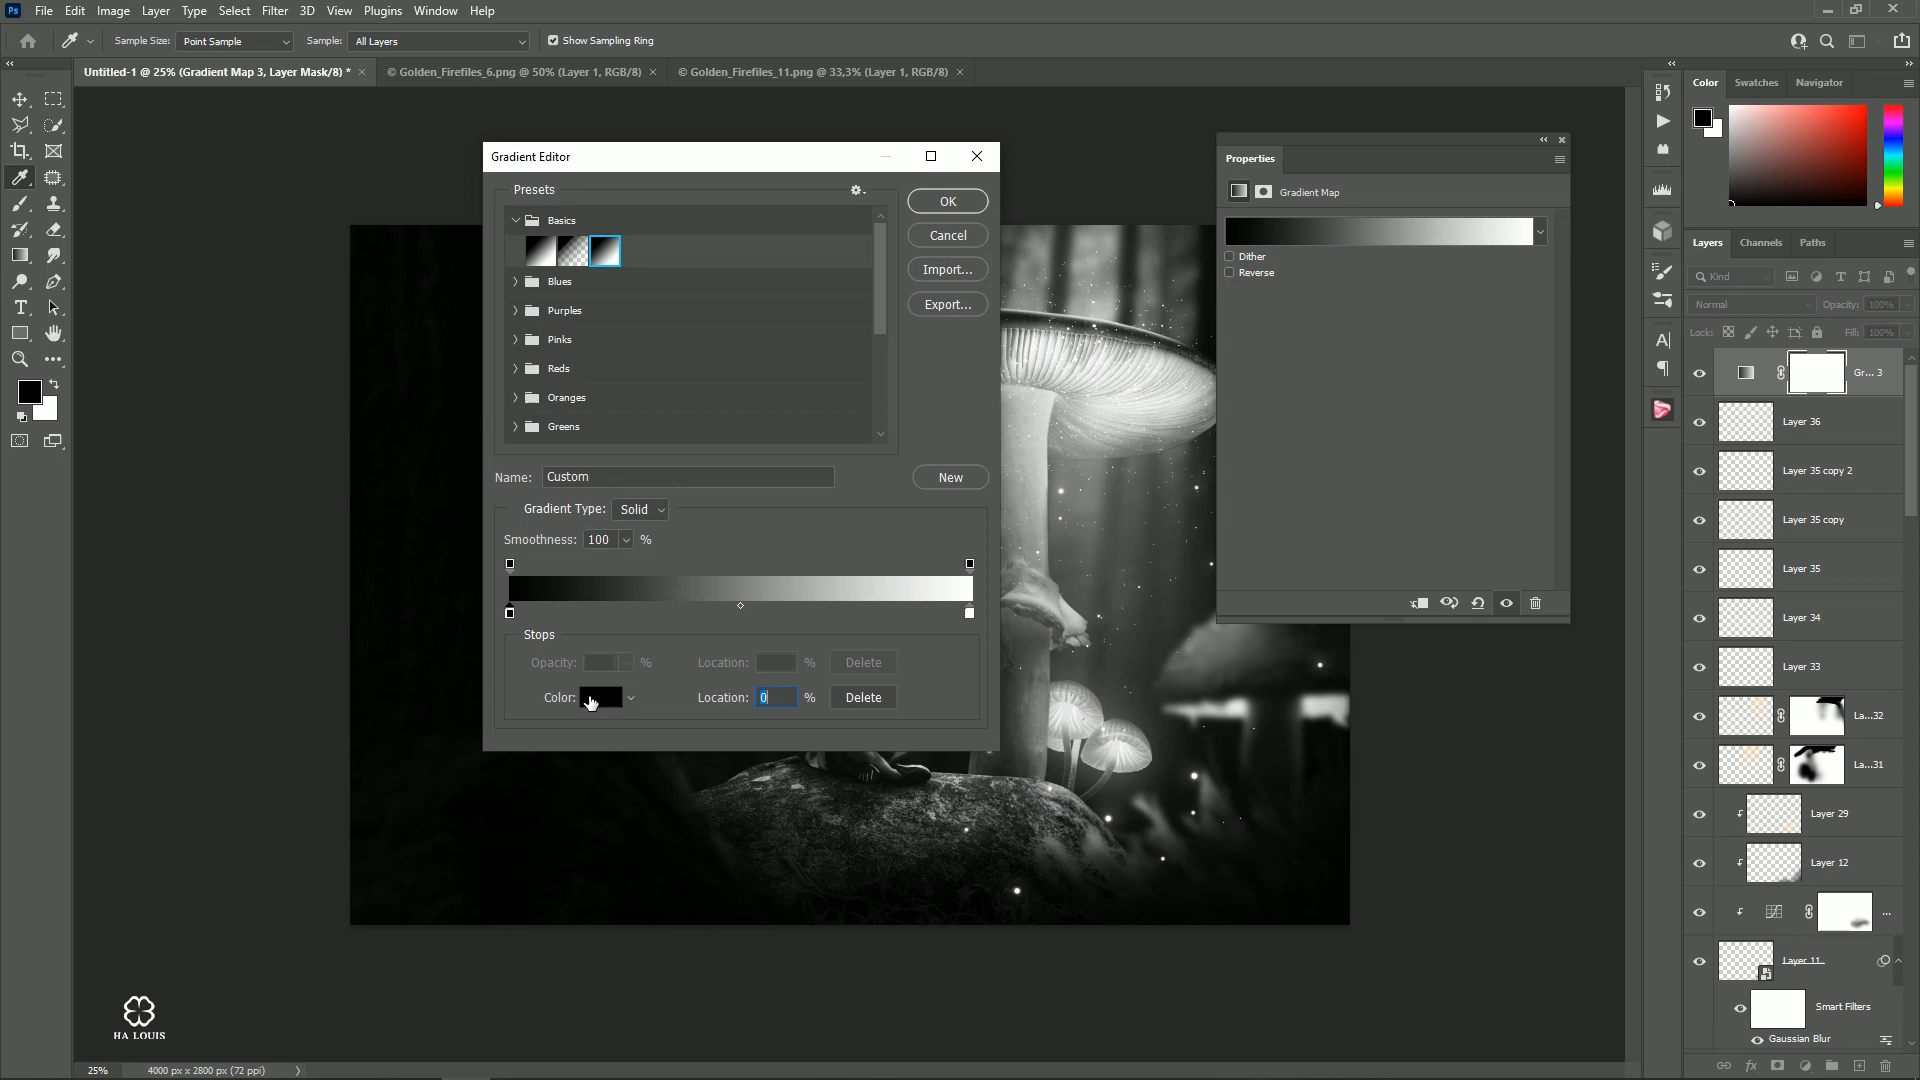 Ps File Edit Image Layer Type Select Filter 3D View Plugins Window Help
Sample Size: Point Sample Sample: All Layers Show Sampling Ring
Untitled-1 @ 25% (Gradient Map 3, Layer Mask/8) * × © Golden_Firefiles_6.png @ 50% (Layer 1, RGB/8) × © Golden_Firefiles_11.png @ 33,3% (Layer 1, RGB/8) ×
Gradient Editor
Presets
Basics
Blues
Purples
Pinks
Reds
Oranges
Greens
OK
Cancel
Import...
Export...
Name: Custom
New
Gradient Type: Solid
Smoothness: 100 %
Stops
Opacity: % Location: % Delete
Color: Location: 0 % Delete
Properties
Gradient Map
Dither
Reverse
Color Swatches Navigator
Layers Channels Paths
Kind
Normal Opacity: 100%
Lock: Fill: 100%
Gr... 3
Layer 36
Layer 35 copy 2
Layer 35 copy
Layer 35
Layer 34
Layer 33
La...32
La...31
Layer 29
Layer 12
...
Layer 11
Smart Filters
Gaussian Blur
HA LOUIS
25% 4000 px x 2800 px (72 ppi)